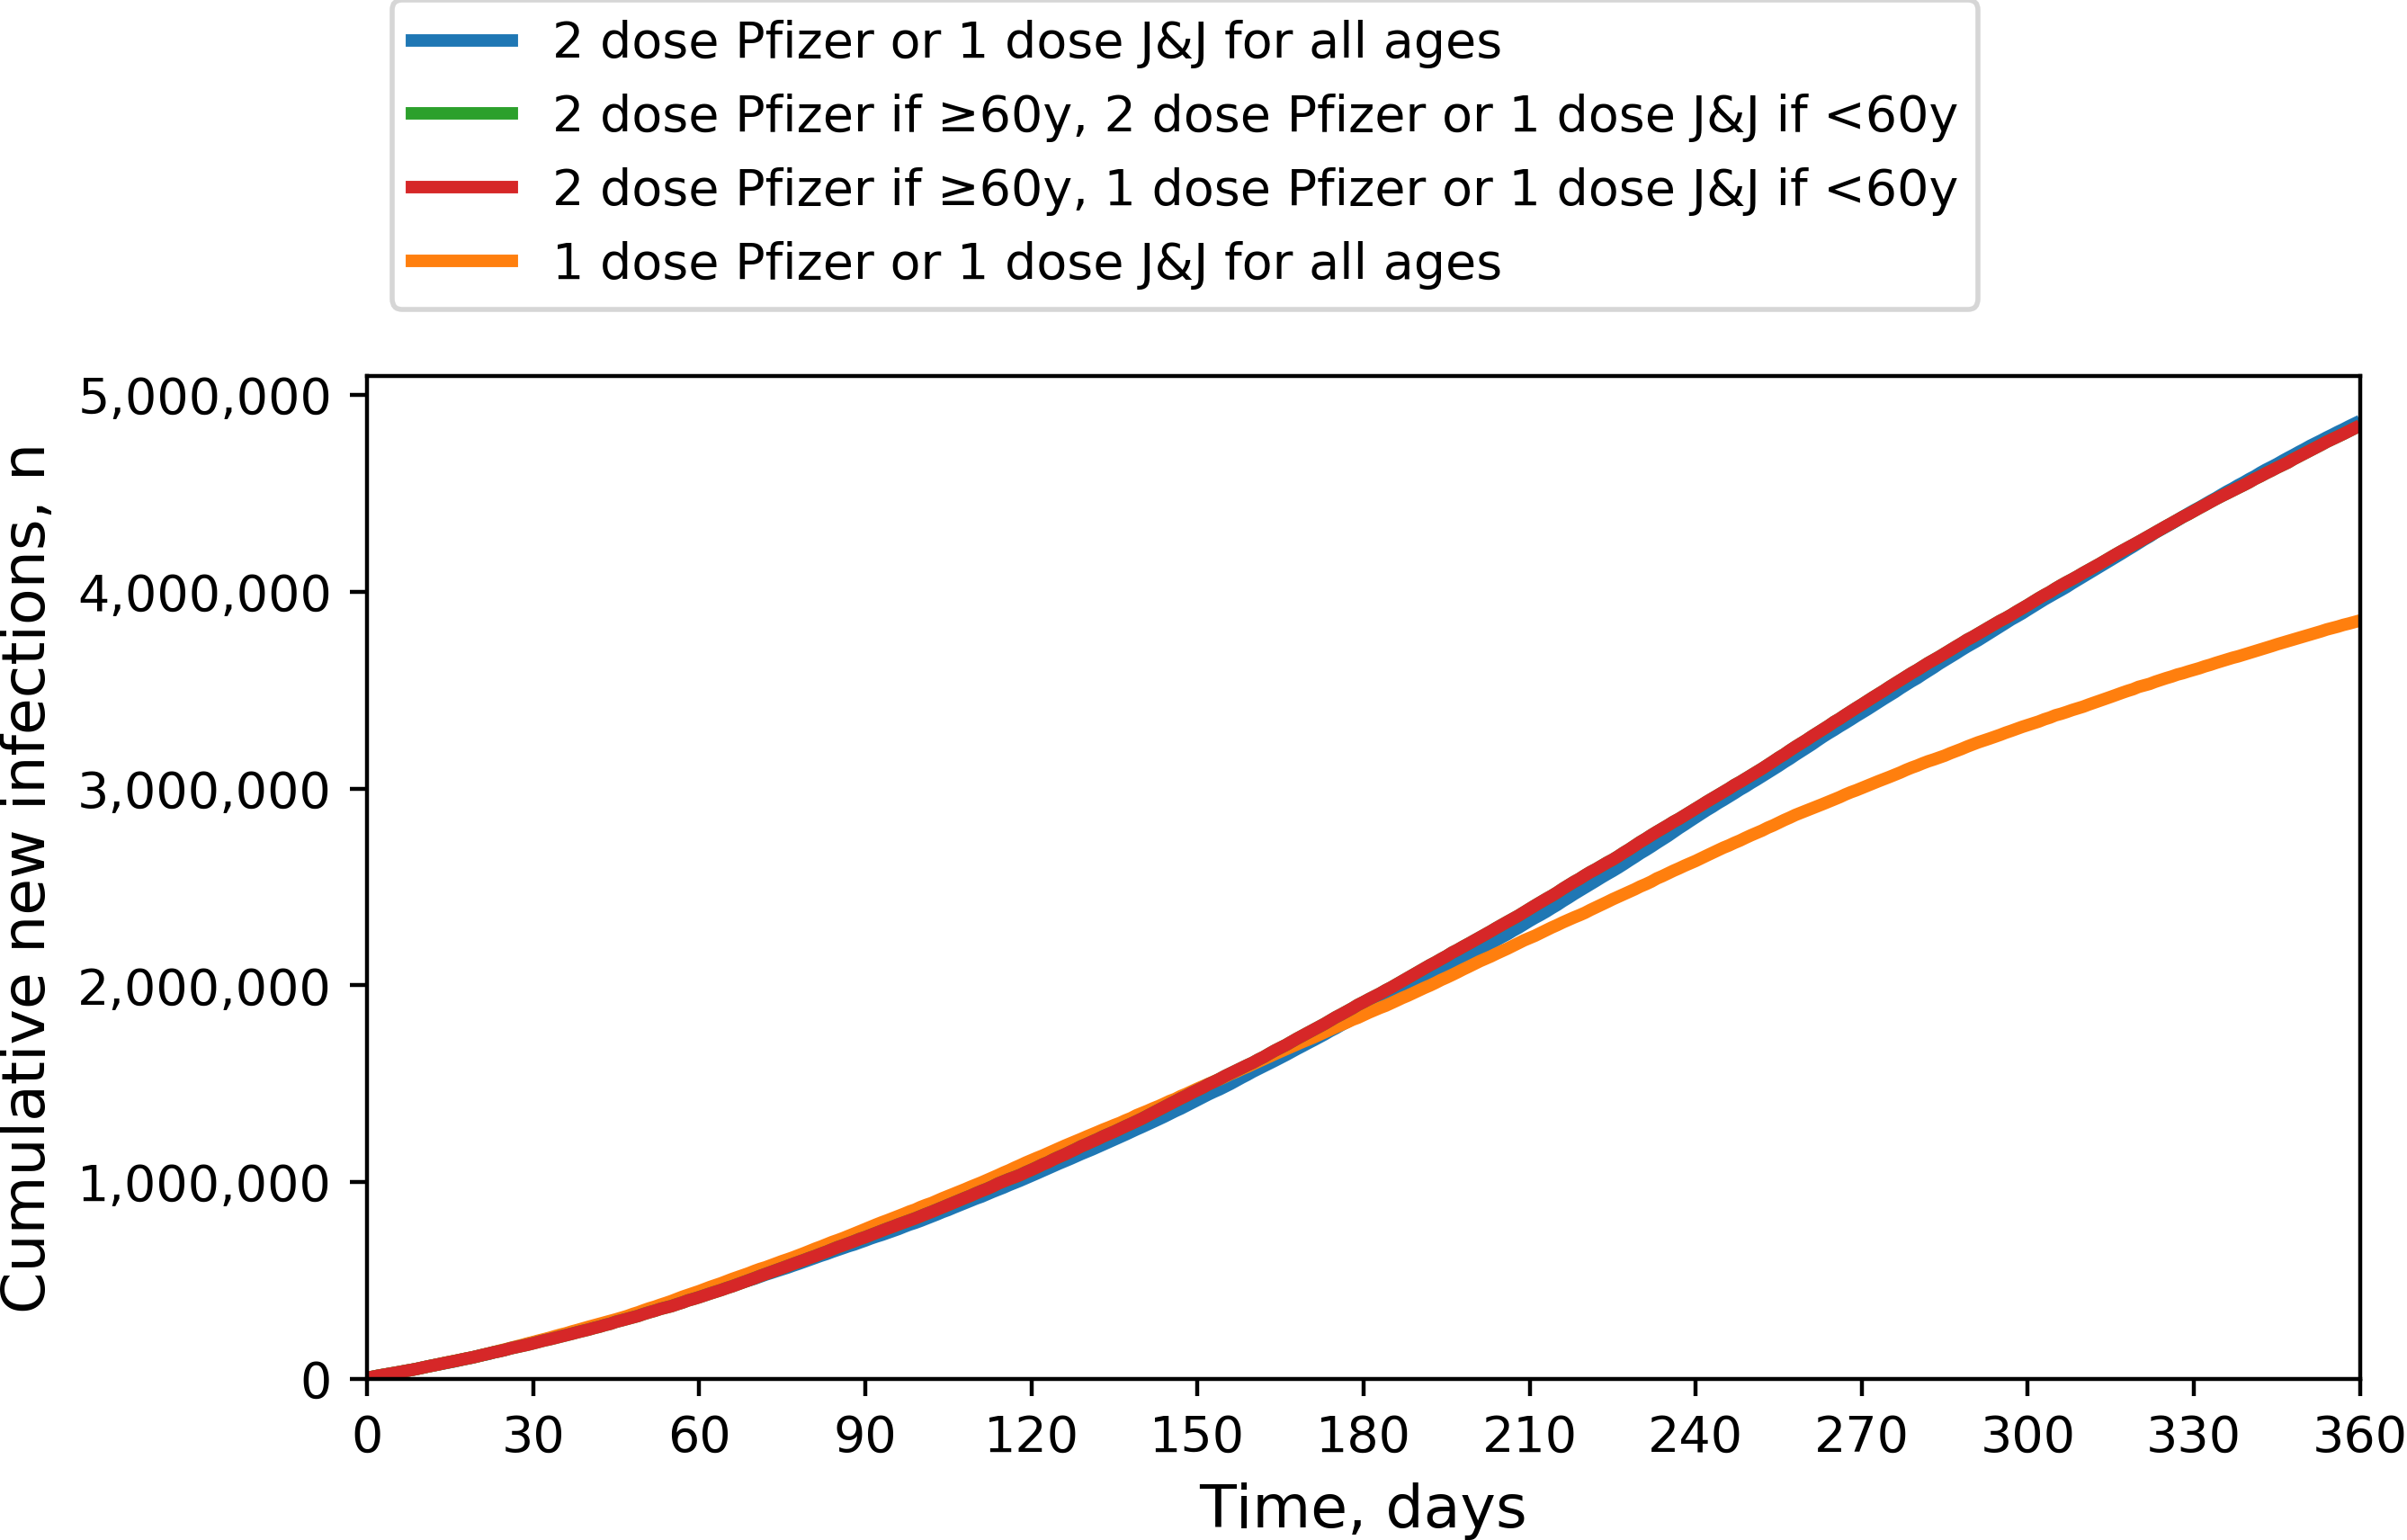 2 dose Pfizer or 1 dose J&J for all ages
2 dose Pfizer if ≥60y, 2 dose Pfizer or 1 dose J&J if <60y
2 dose Pfizer if ≥60y, 1 dose Pfizer or 1 dose J&J if <60y
1 dose Pfizer or 1 dose J&J for all ages
Cumulative new infections, n
5,000,000
4,000,000
3,000,000
2,000,000
1,000,000
0
0 30 60 90 120 150 180 210 240 270 300 330 360
Time, days